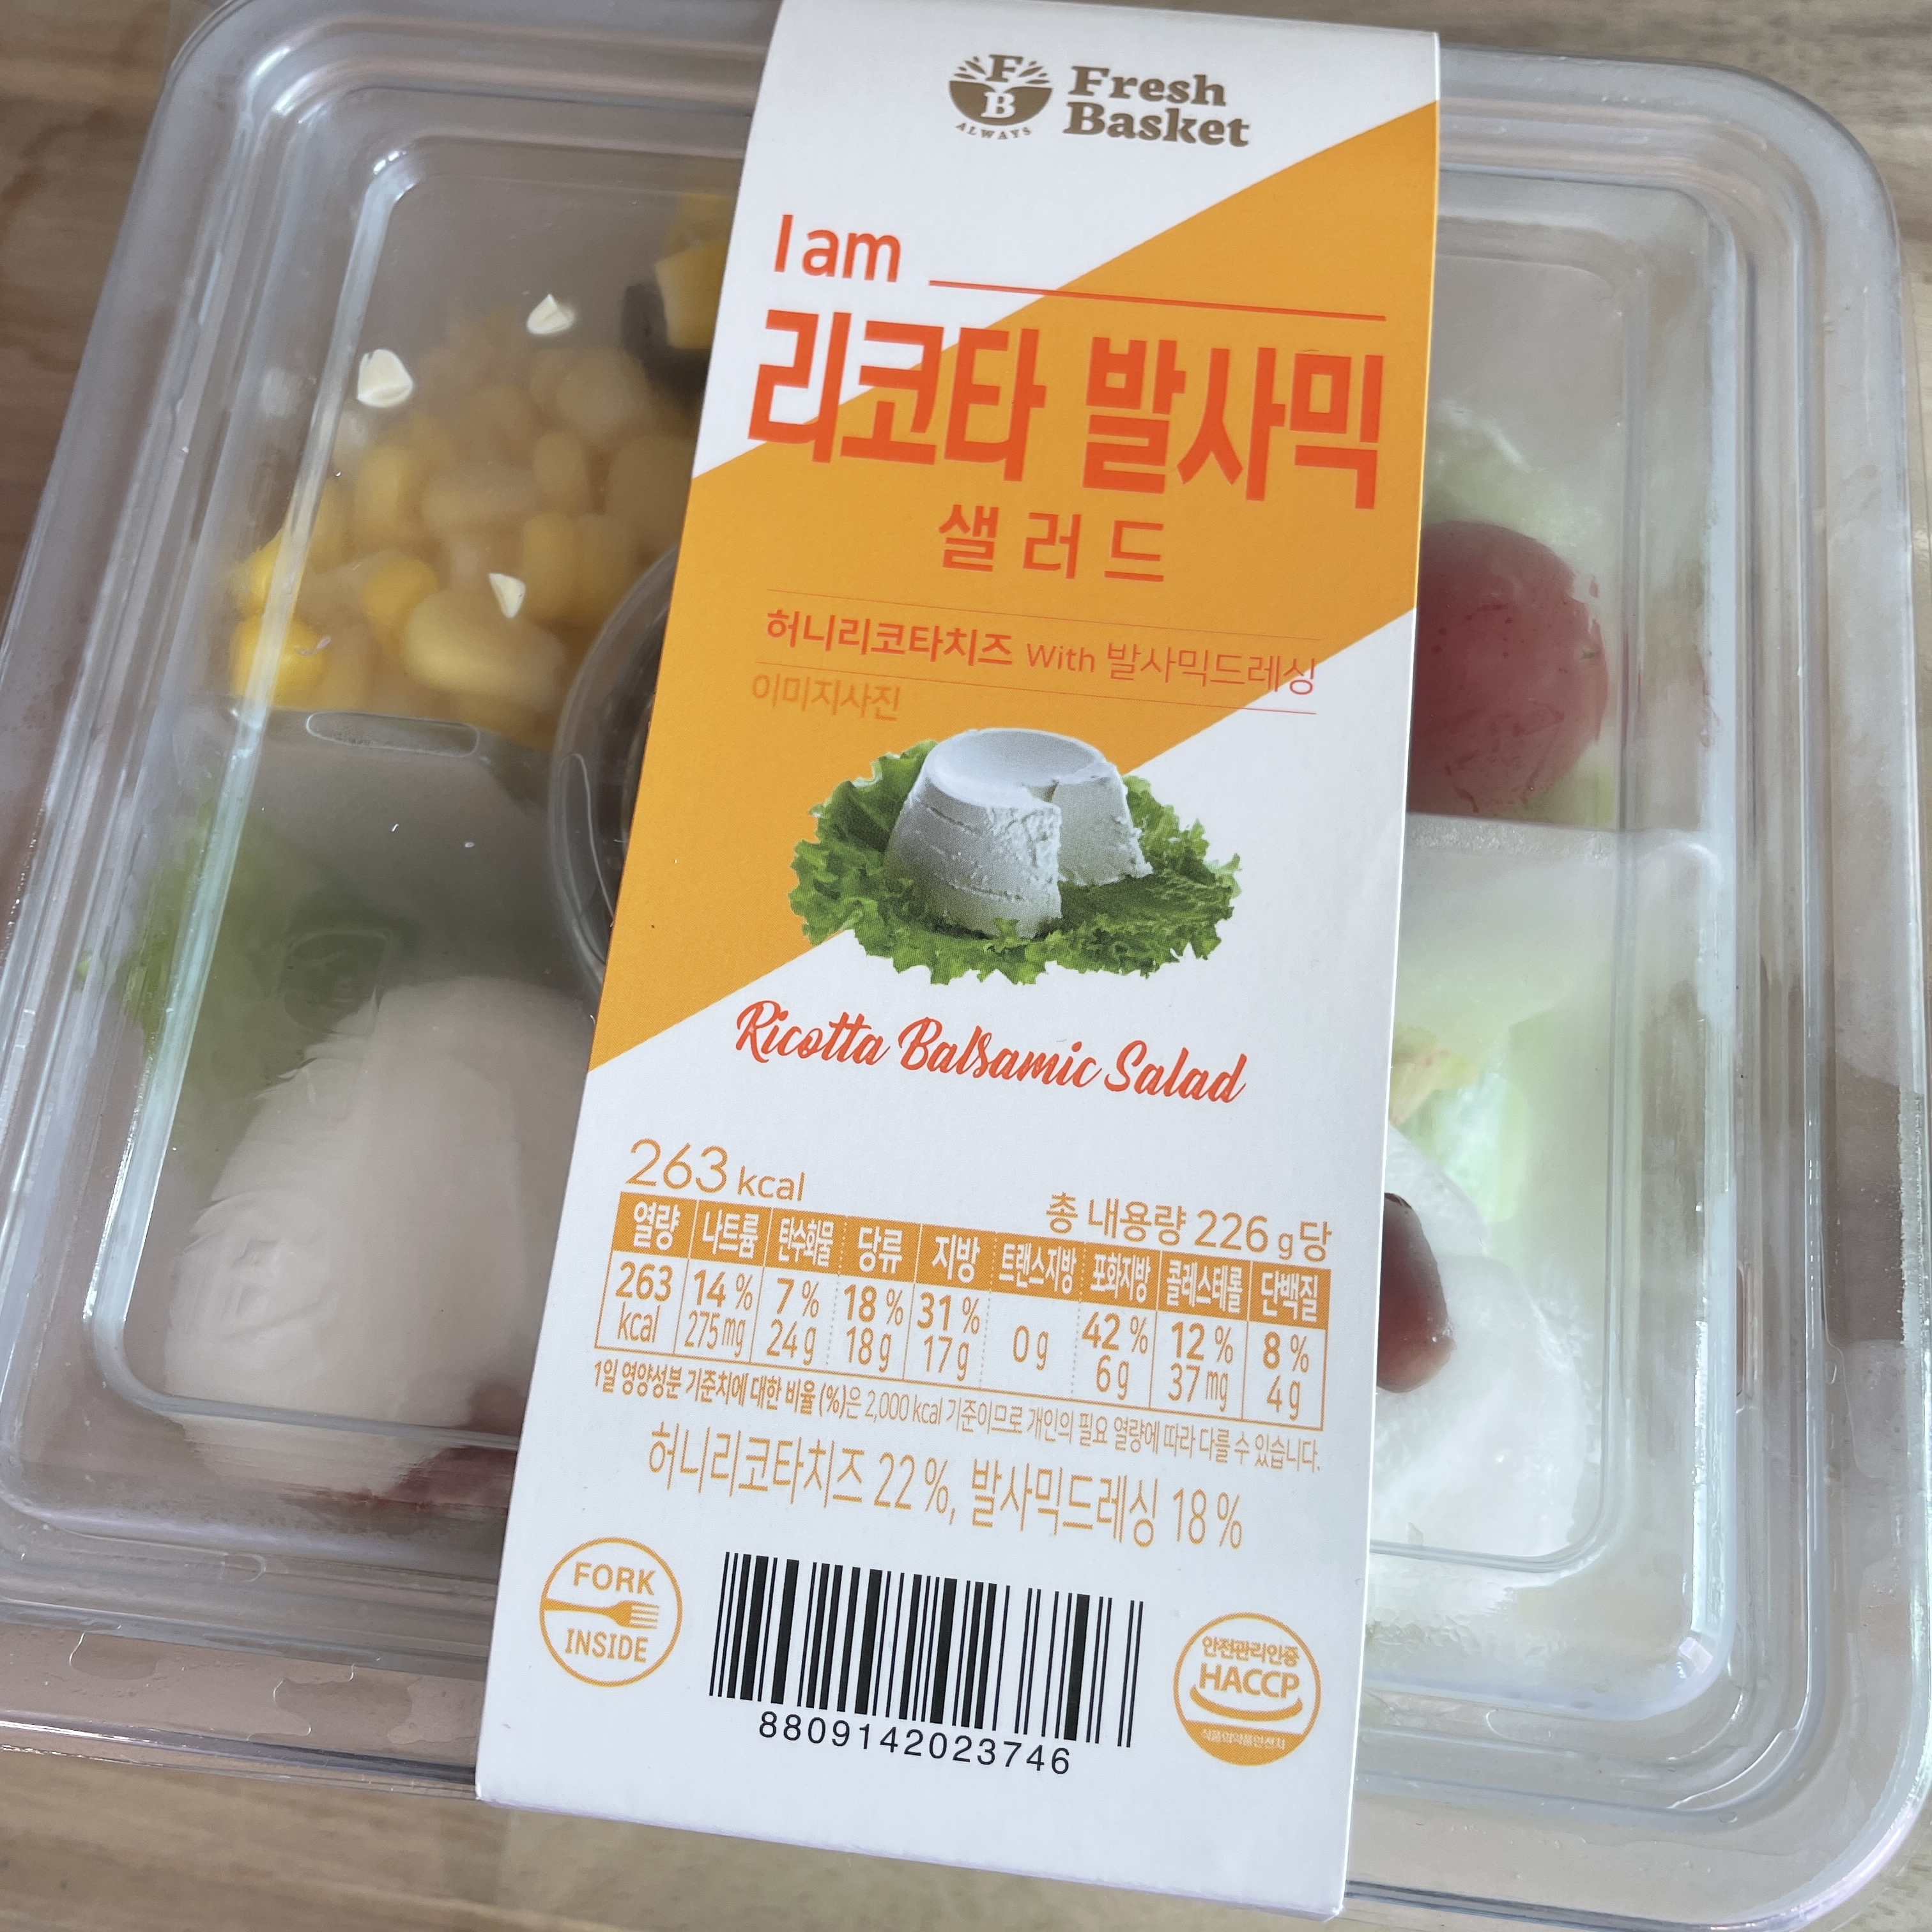 F
B
ALWAYS
Fresh
Basket
I am
리코타 발사믹
샐러드
허니리코타치즈 With 발사믹드레싱
이미지사진
Ricotta Balsamic Salad
263 kcal
총 내용량 226 g당
열량 나트륨 탄수화물 당류 지방 트랜스지방 포화지방 콜레스테롤 단백질
263 14 % 7 % 18 % 31 % 0 g 42 % 12 % 8 %
kcal 275 mg 24 g 18 g 17 g 6 g 37 mg 4 g
1일 영양성분 기준치에 대한 비율 (%)은 2,000 kcal 기준이므로 개인의 필요 열량에 따라 다를 수 있습니다.
허니리코타치즈 22 %, 발사믹드레싱 18 %
FORK
INSIDE
8809142023746
안전관리인증
HACCP
식품의약품안전처